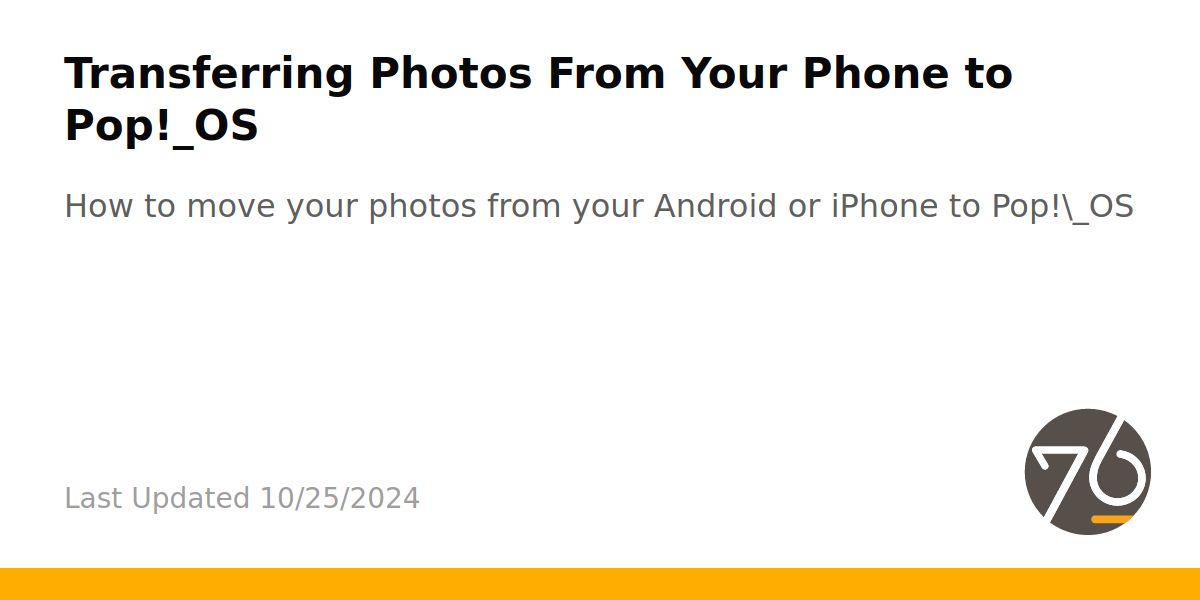 Transferring Photos From Your Phone to
Pop!_OS
How to move your photos from your Android or iPhone to Pop!\_OS
Last Updated 10/25/2024
76